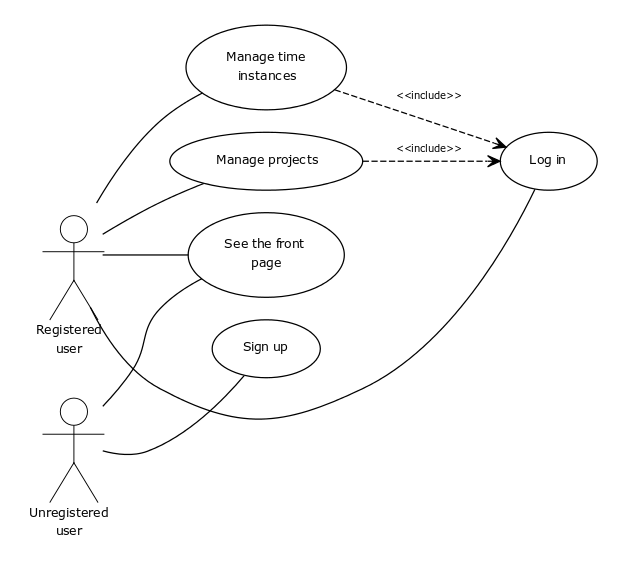 Manage time
instances
<<include>>
<<include>>
Manage projects
Log in
See the front
page
Registered
user
Sign up
Unregistered
user